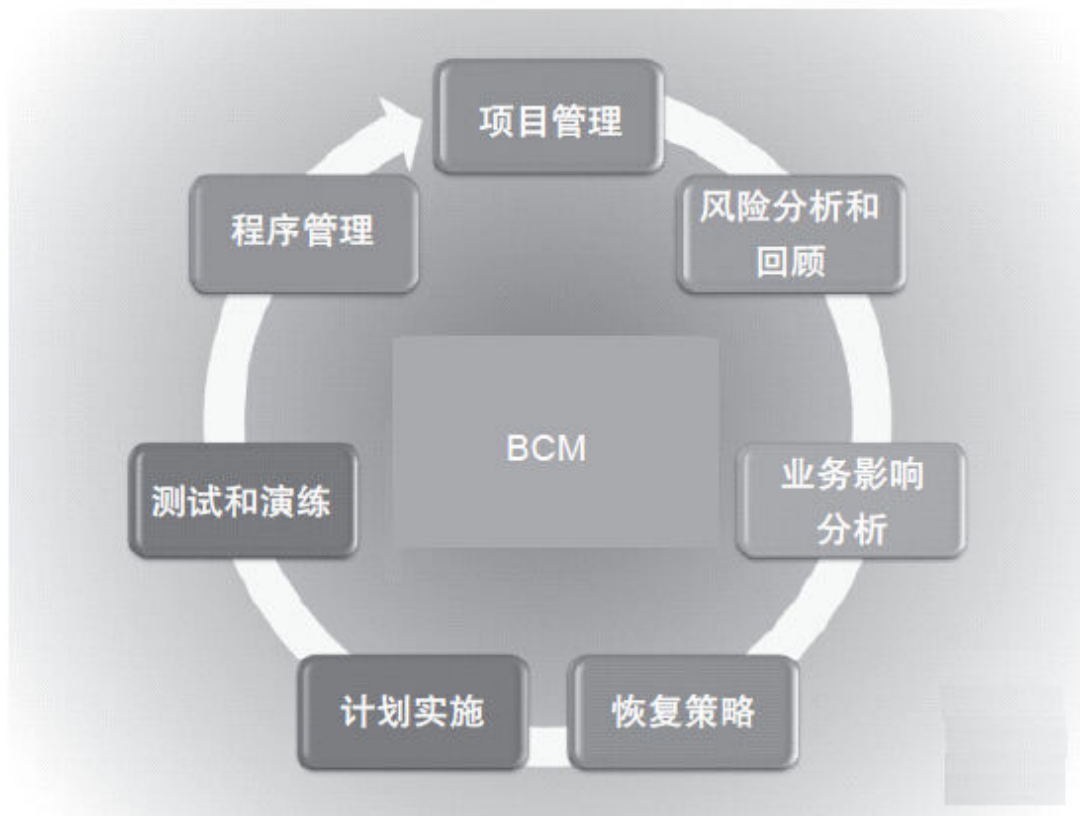 项目管理
风险分析和
回顾
业务影响
分析
恢复策略
计划实施
测试和演练
程序管理
BCM